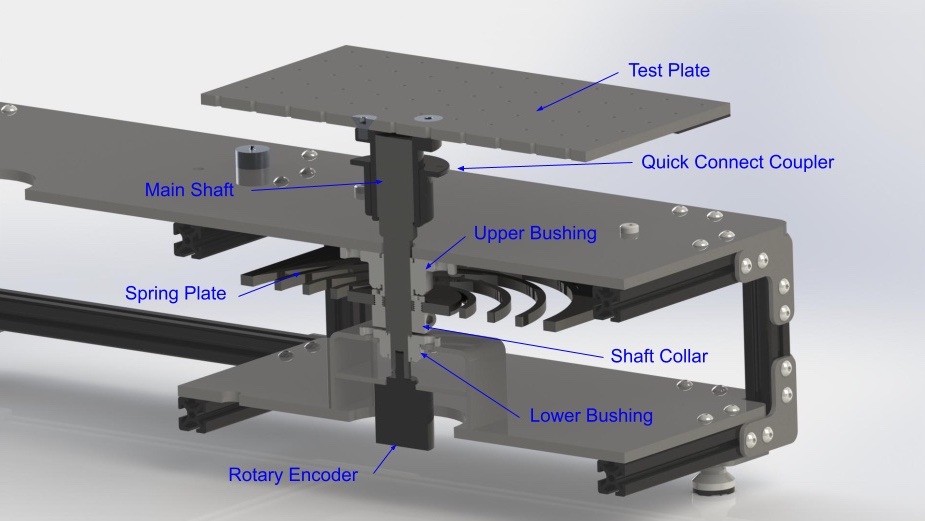 Test Plate
Quick Connect Coupler
Main Shaft
Upper Bushing
Spring Plate
Shaft Collar
Lower Bushing
Rotary Encoder